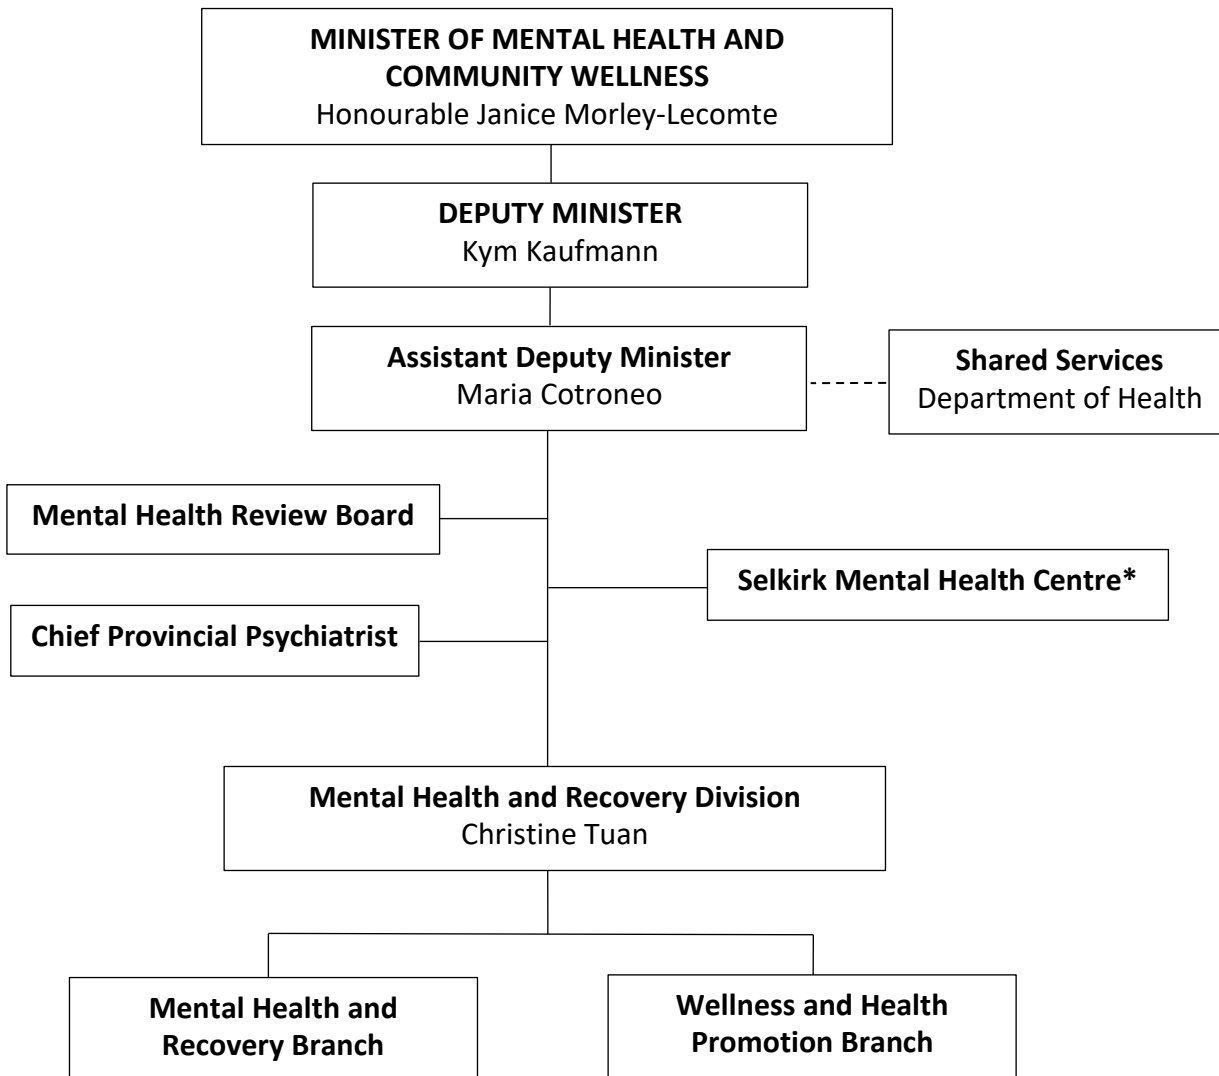 MINISTER OF MENTAL HEALTH AND
COMMUNITY WELLNESS
Honourable Janice Morley-Lecomte
DEPUTY MINISTER
Kym Kaufmann
Assistant Deputy Minister
Maria Cotroneo
Shared Services
Department of Health
Mental Health Review Board
Selkirk Mental Health Centre*
Chief Provincial Psychiatrist
Mental Health and Recovery Division
Christine Tuan
Mental Health and
Recovery Branch
Wellness and Health
Promotion Branch